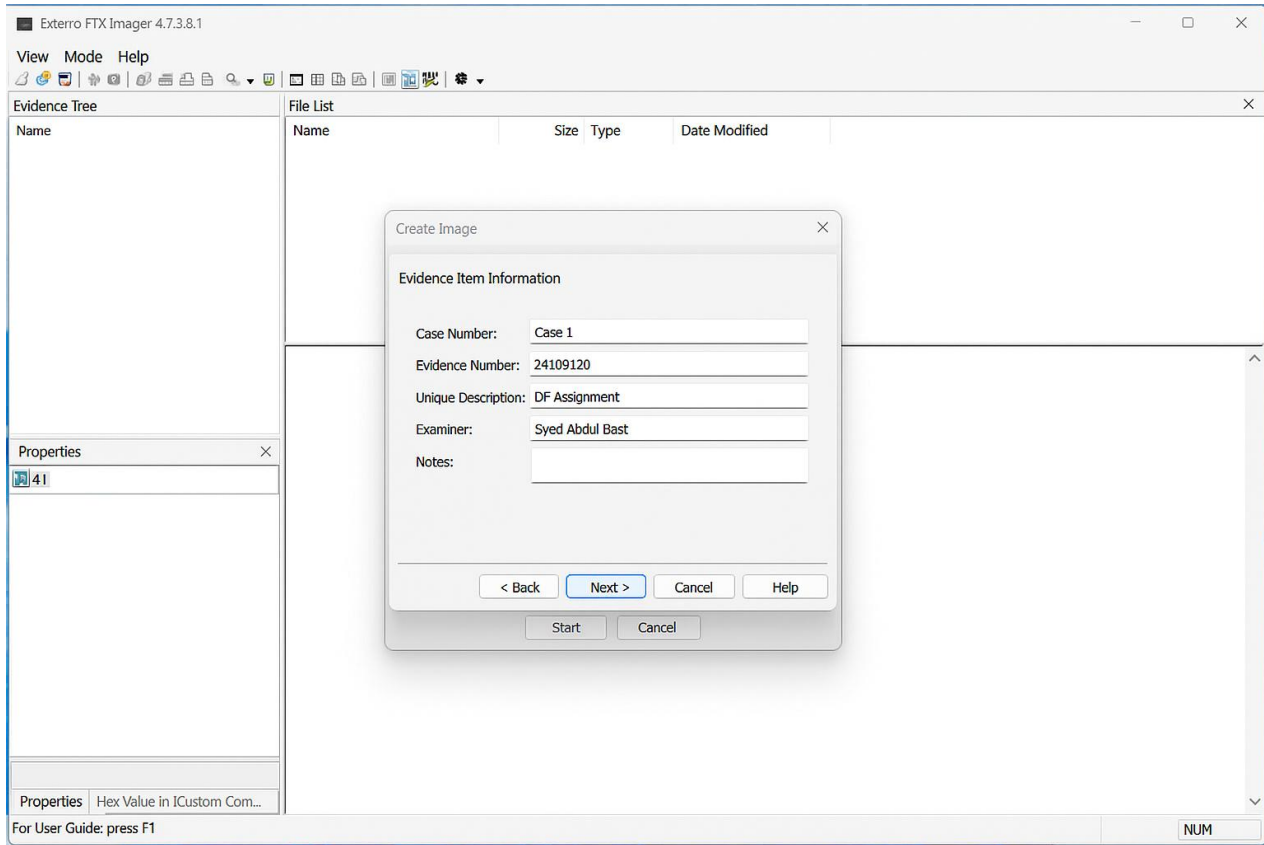 Exterro FTX Imager 4.7.3.8.1
View Mode Help
Evidence Tree
File List
Name
Name Size Type Date Modified
Create Image
Evidence Item Information
Case Number: Case 1
Evidence Number: 24109120
Unique Description: DF Assignment
Examiner: Syed Abdul Bast
Notes:
< Back Next > Cancel Help
Start Cancel
Properties
41
Properties Hex Value in ICustom Com...
For User Guide: press F1
NUM